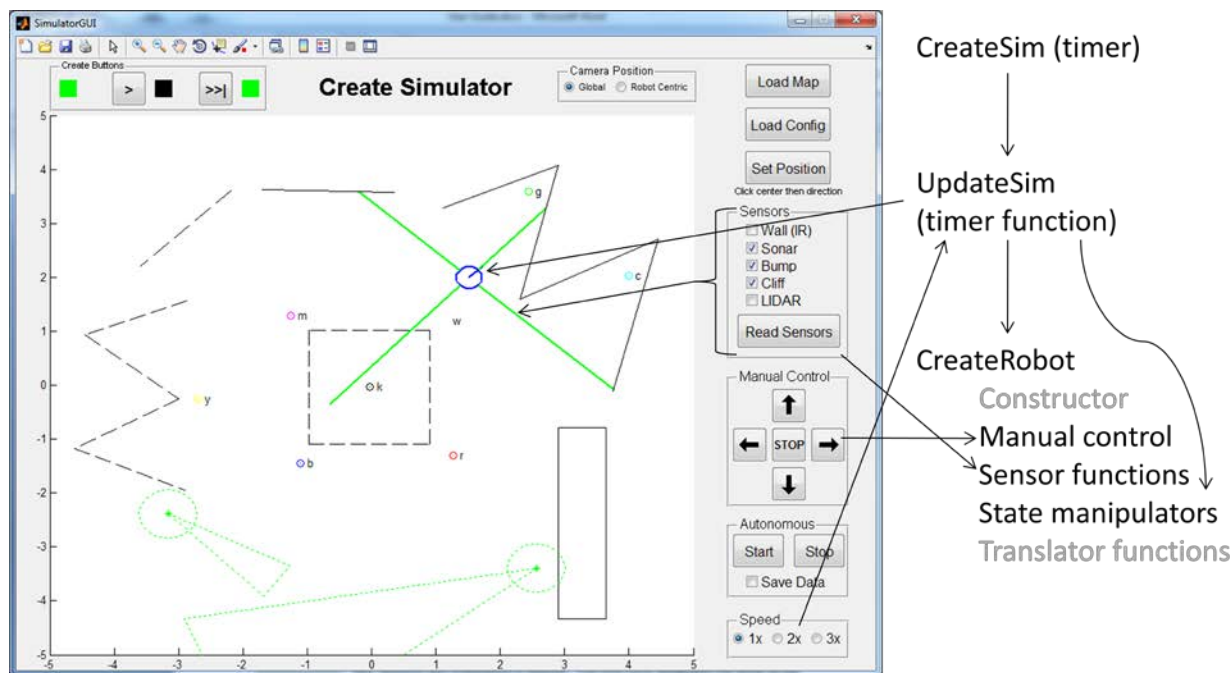 SimulatorGUI
Create Buttons
>
>>|
Create Simulator
Camera Position
Global
Robot Centric
Load Map
Load Config
Set Position
Click center then direction
Sensors
Wall (IR)
Sonar
Bump
Cliff
LIDAR
Read Sensors
Manual Control
STOP
Autonomous
Start
Stop
Save Data
Speed
1x
2x
3x
5
4
3
2
1
0
-1
-2
-3
-4
-5
-5
-4
-3
-2
-1
0
1
2
3
4
5
g
c
m
w
k
y
b
r
CreateSim (timer)
UpdateSim
(timer function)
CreateRobot
Constructor
Manual control
Sensor functions
State manipulators
Translator functions